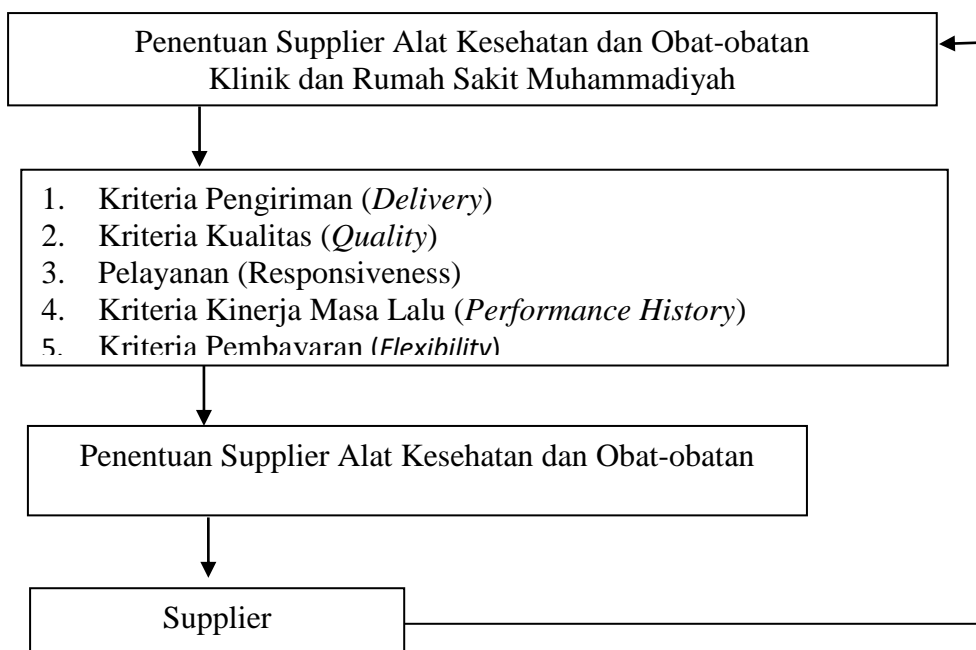 Penentuan Supplier Alat Kesehatan dan Obat-obatan
Klinik dan Rumah Sakit Muhammadiyah
1. Kriteria Pengiriman (Delivery)
2. Kriteria Kualitas (Quality)
3. Pelayanan (Responsiveness)
4. Kriteria Kinerja Masa Lalu (Performance History)
5. Kriteria Pembayaran (Flexibility)
Penentuan Supplier Alat Kesehatan dan Obat-obatan
Supplier